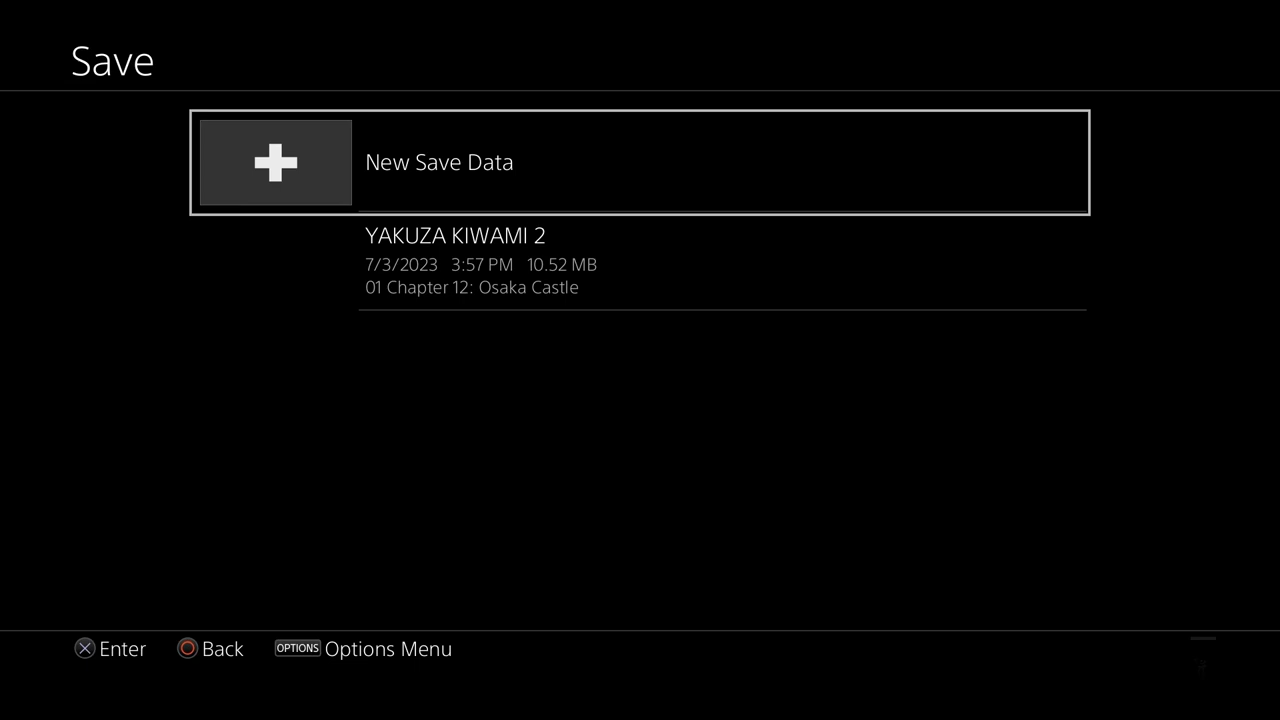 Save
New Save Data
YAKUZA KIWAMI 2
7/3/2023 3:57 PM 10.52 MB
01 Chapter 12: Osaka Castle
Enter Back OPTIONS Options Menu